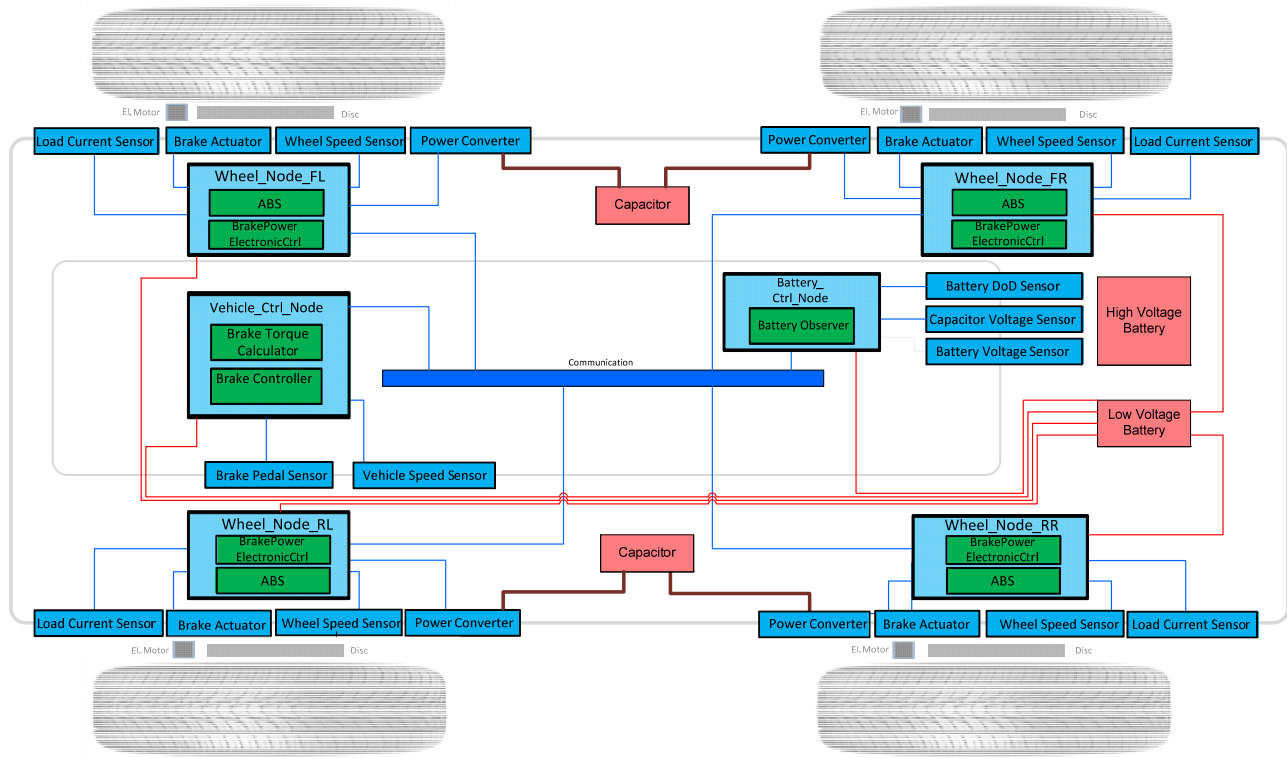 El. Motor
Disc
El. Motor
Disc
Load Current Sensor
Brake Actuator
Wheel Speed Sensor
Power Converter
Power Converter
Brake Actuator
Wheel Speed Sensor
Load Current Sensor
Wheel_Node_FL
ABS
BrakePower
ElectronicCtrl
Capacitor
Wheel_Node_FR
ABS
BrakePower
ElectronicCtrl
Vehicle_Ctrl_Node
Brake Torque
Calculator
Brake Controller
Battery_
Ctrl_Node
Battery Observer
Battery DoD Sensor
Capacitor Voltage Sensor
Battery Voltage Sensor
High Voltage
Battery
Communication
Low Voltage
Battery
Brake Pedal Sensor
Vehicle Speed Sensor
Wheel_Node_RL
BrakePower
ElectronicCtrl
ABS
Capacitor
Wheel_Node_RR
BrakePower
ElectronicCtrl
ABS
Load Current Sensor
Brake Actuator
Wheel Speed Sensor
Power Converter
Power Converter
Brake Actuator
Wheel Speed Sensor
Load Current Sensor
El. Motor
Disc
El. Motor
Disc